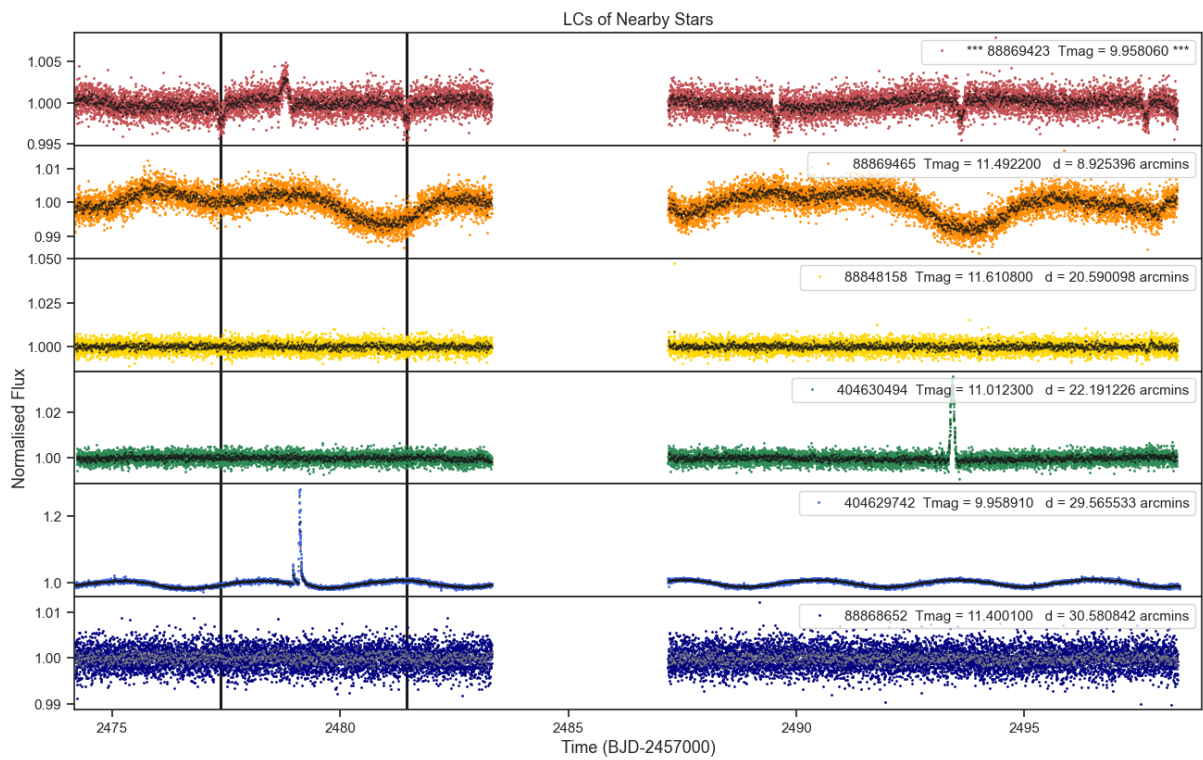 LCs of Nearby Stars
*** 88869423 Tmag = 9.958060 ***
1.005
1.000
0.995
88869465 Tmag = 11.492200 d = 8.925396 arcmins
1.01
1.00
0.99
88848158 Tmag = 11.610800 d = 20.590098 arcmins
1.050
1.025
1.000
404630494 Tmag = 11.012300 d = 22.191226 arcmins
1.02
1.00
Normalised Flux
404629742 Tmag = 9.958910 d = 29.565533 arcmins
1.2
1.0
88868652 Tmag = 11.400100 d = 30.580842 arcmins
1.01
1.00
0.99
2475 2480 2485 2490 2495
Time (BJD-2457000)